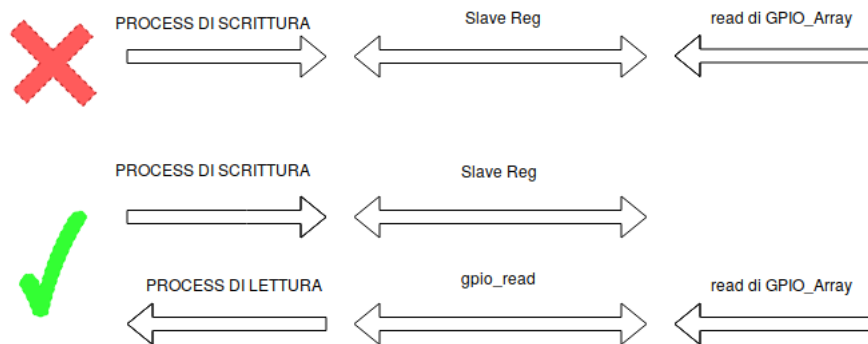 PROCESS DI SCRITTURA
Slave Reg
read di GPIO_Array
PROCESS DI SCRITTURA
Slave Reg
PROCESS DI LETTURA
gpio_read
read di GPIO_Array